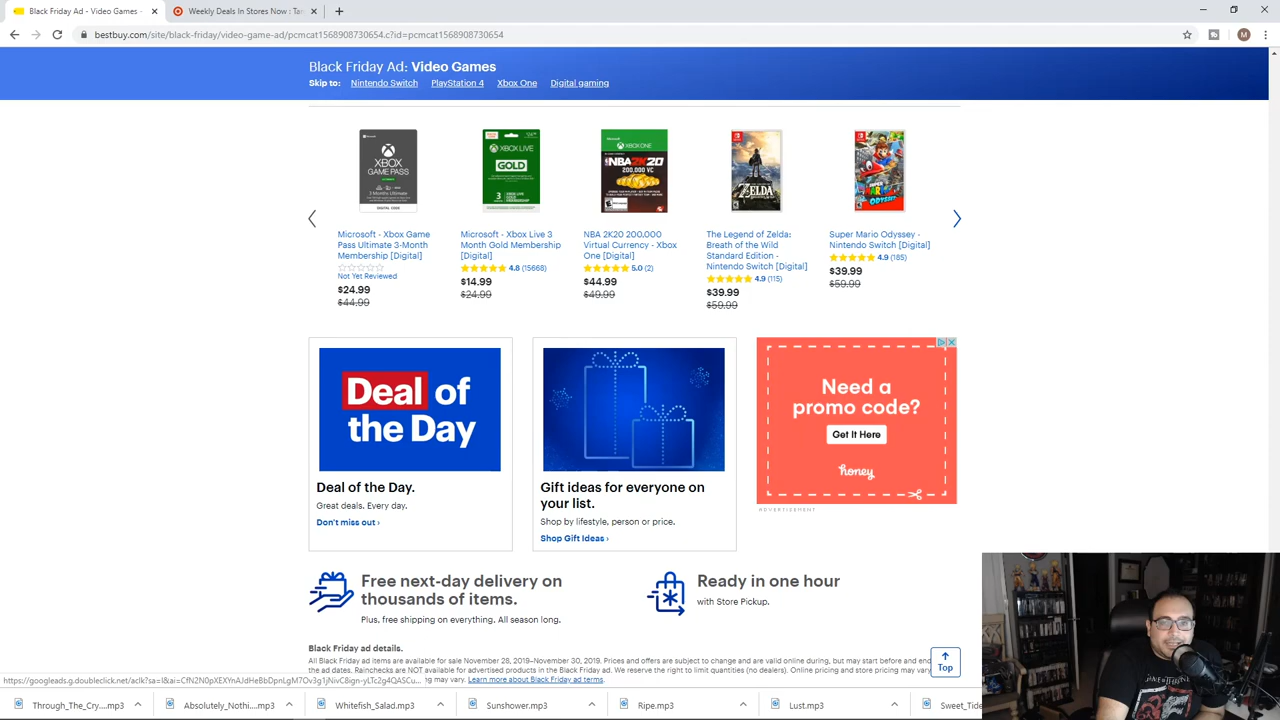 Black Friday Ad - Video Games -
Weekly Deals In Stores Now : Tar
bestbuy.com/site/black-friday/video-game-ad/pcmcat1568908730654.c?id=pcmcat1568908730654
M
Black Friday Ad: Video Games
Skip to: Nintendo Switch PlayStation 4 Xbox One Digital gaming
XBOX GAME PASS
XBOX LIVE
GOLD
3
XBOX ONE
NBA2K20
200,000 VC
ZELDA
SUPER MARIO ODYSSEY
Microsoft - Xbox Game Pass Ultimate 3-Month Membership [Digital]
Not Yet Reviewed
$24.99
$44.99
Microsoft - Xbox Live 3 Month Gold Membership [Digital]
4.8 (15668)
$14.99
$24.99
NBA 2K20 200,000 Virtual Currency - Xbox One [Digital]
5.0 (2)
$44.99
$49.99
The Legend of Zelda: Breath of the Wild Standard Edition - Nintendo Switch [Digital]
4.9 (115)
$39.99
$59.99
Super Mario Odyssey - Nintendo Switch [Digital]
4.9 (185)
$39.99
$59.99
Deal of
the Day
Deal of the Day.
Great deals. Every day.
Don't miss out ›
Gift ideas for everyone on
your list.
Shop by lifestyle, person or price.
Shop Gift Ideas ›
Need a
promo code?
Get It Here
honey
ADVERTISEMENT
Free next-day delivery on
thousands of items.
Plus, free shipping on everything. All season long.
Ready in one hour
with Store Pickup.
Black Friday ad details.
All Black Friday ad items are available for sale November 28, 2019–November 30, 2019. Prices and offers are subject to change and are valid online during, but may start before and end
the ad dates. Rainchecks are NOT available for advertised products in the Black Friday ad. We reserve the right to limit quantities (no dealers). Online pricing and store pricing may vary
ng may vary. Learn more about Black Friday ad terms.
Top
Through_The_Cry....mp3
Absolutely_Nothi....mp3
Whitefish_Salad.mp3
Sunshower.mp3
Ripe.mp3
Lust.mp3
Sweet_Tide